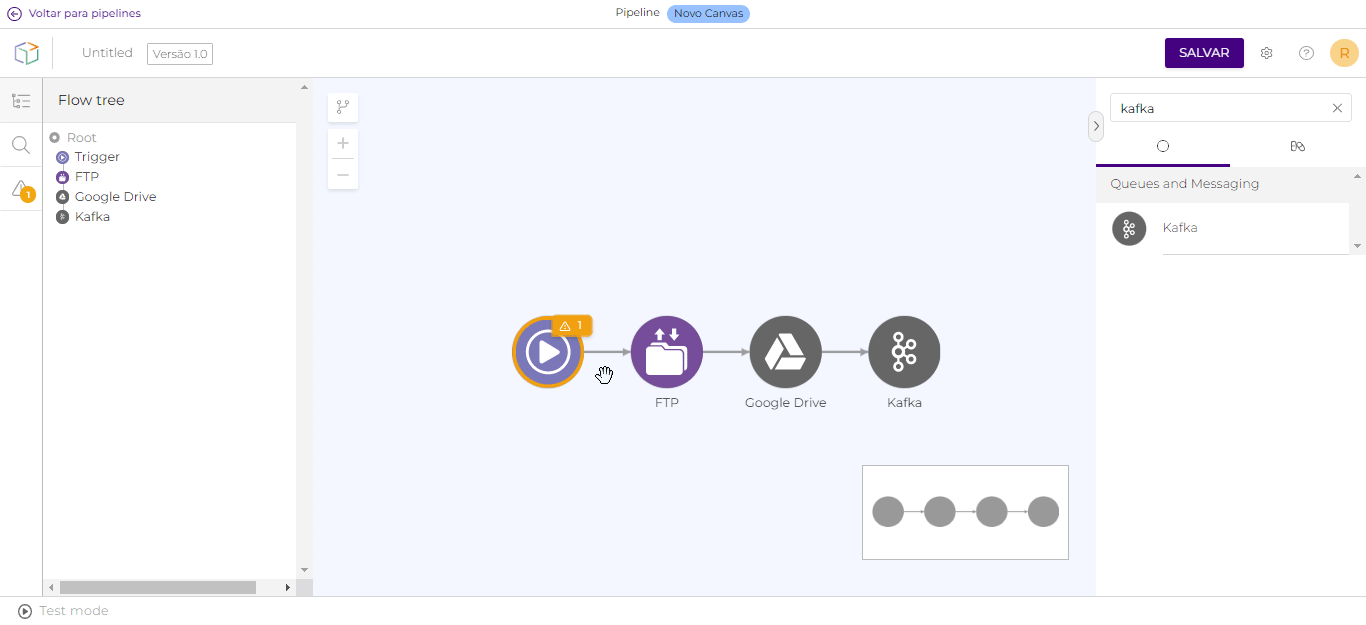 Voltar para pipelines
Pipeline Novo Canvas
Untitled Versão 1.0
SALVAR
R
Flow tree
Root
Trigger
FTP
Google Drive
Kafka
1
kafka
Queues and Messaging
Kafka
1
FTP
Google Drive
Kafka
Test mode